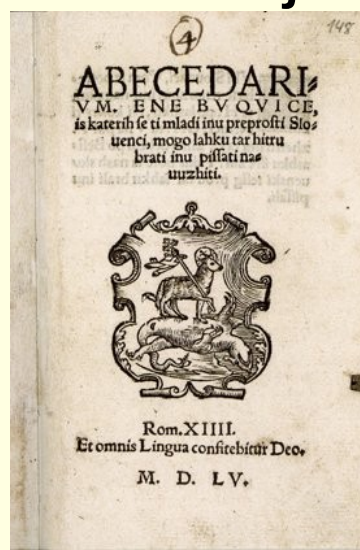 4
148
ABECEDARI⸗
VM. ENE BVQVICE,
is katerih ſe ti mladi inu preproſti Slo⸗
uenci, mogo lahku tar hitru
brati inu piſſati na⸗
uuzhiti.
Rom.XIIII.
Et omnis Lingua confitebitur Deo.
M. D. LV.